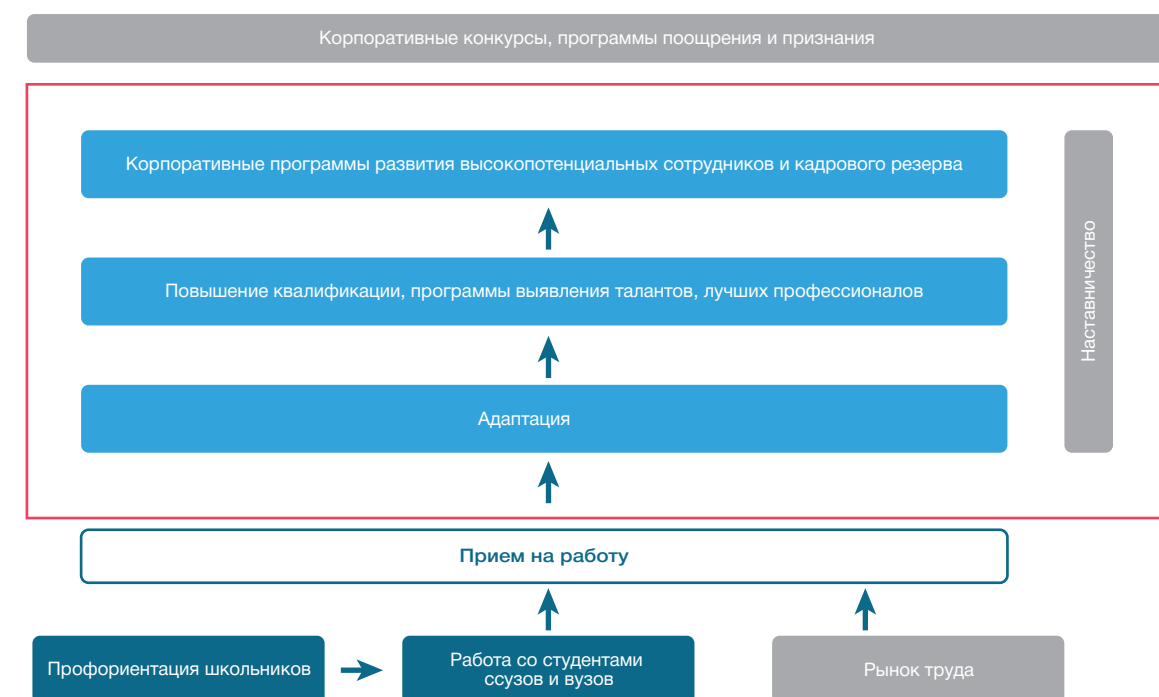 Корпоративные конкурсы, программы поощрения и признания
Корпоративные программы развития высокопотенциальных сотрудников и кадрового резерва
Повышение квалификации, программы выявления талантов, лучших профессионалов
Адаптация
Наставничество
Прием на работу
Профориентация школьников
Работа со студентами
ссузов и вузов
Рынок труда